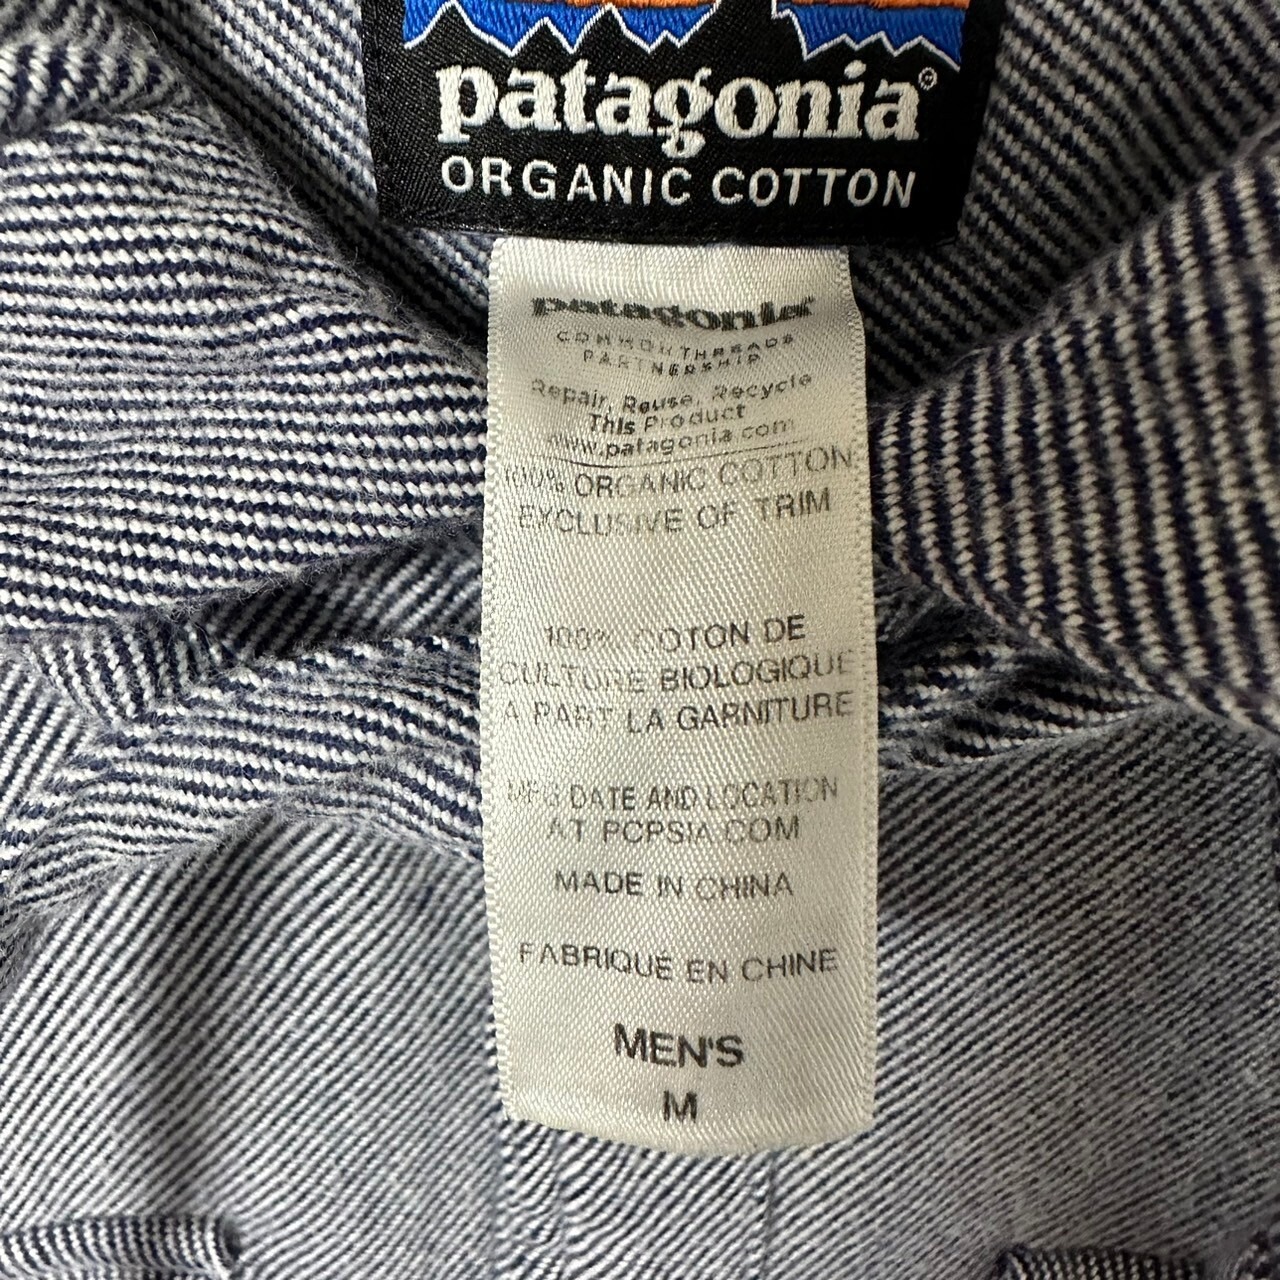 patagonia®
ORGANIC COTTON
patagonia®
COMMON THREADS
PARTNERSHIP
Repair, Reuse, Recycle
This Product
www.patagonia.com
100% ORGANIC COTTON
EXCLUSIVE OF TRIM
100% COTON DE
CULTURE BIOLOGIQUE
A PART LA GARNITURE
MFG DATE AND LOCATION
AT PCPSIA.COM
MADE IN CHINA
FABRIQUE EN CHINE
MEN'S
M